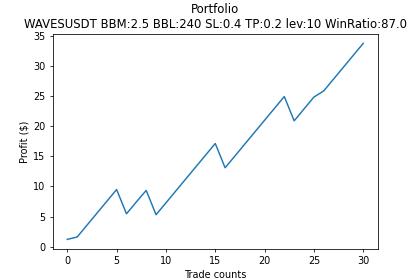 Portfolio
WAVESUSDT BBM:2.5 BBL:240 SL:0.4 TP:0.2 lev:10 WinRatio:87.0
Profit ($)
35
30
25
20
15
10
5
0
0 5 10 15 20 25 30
Trade counts